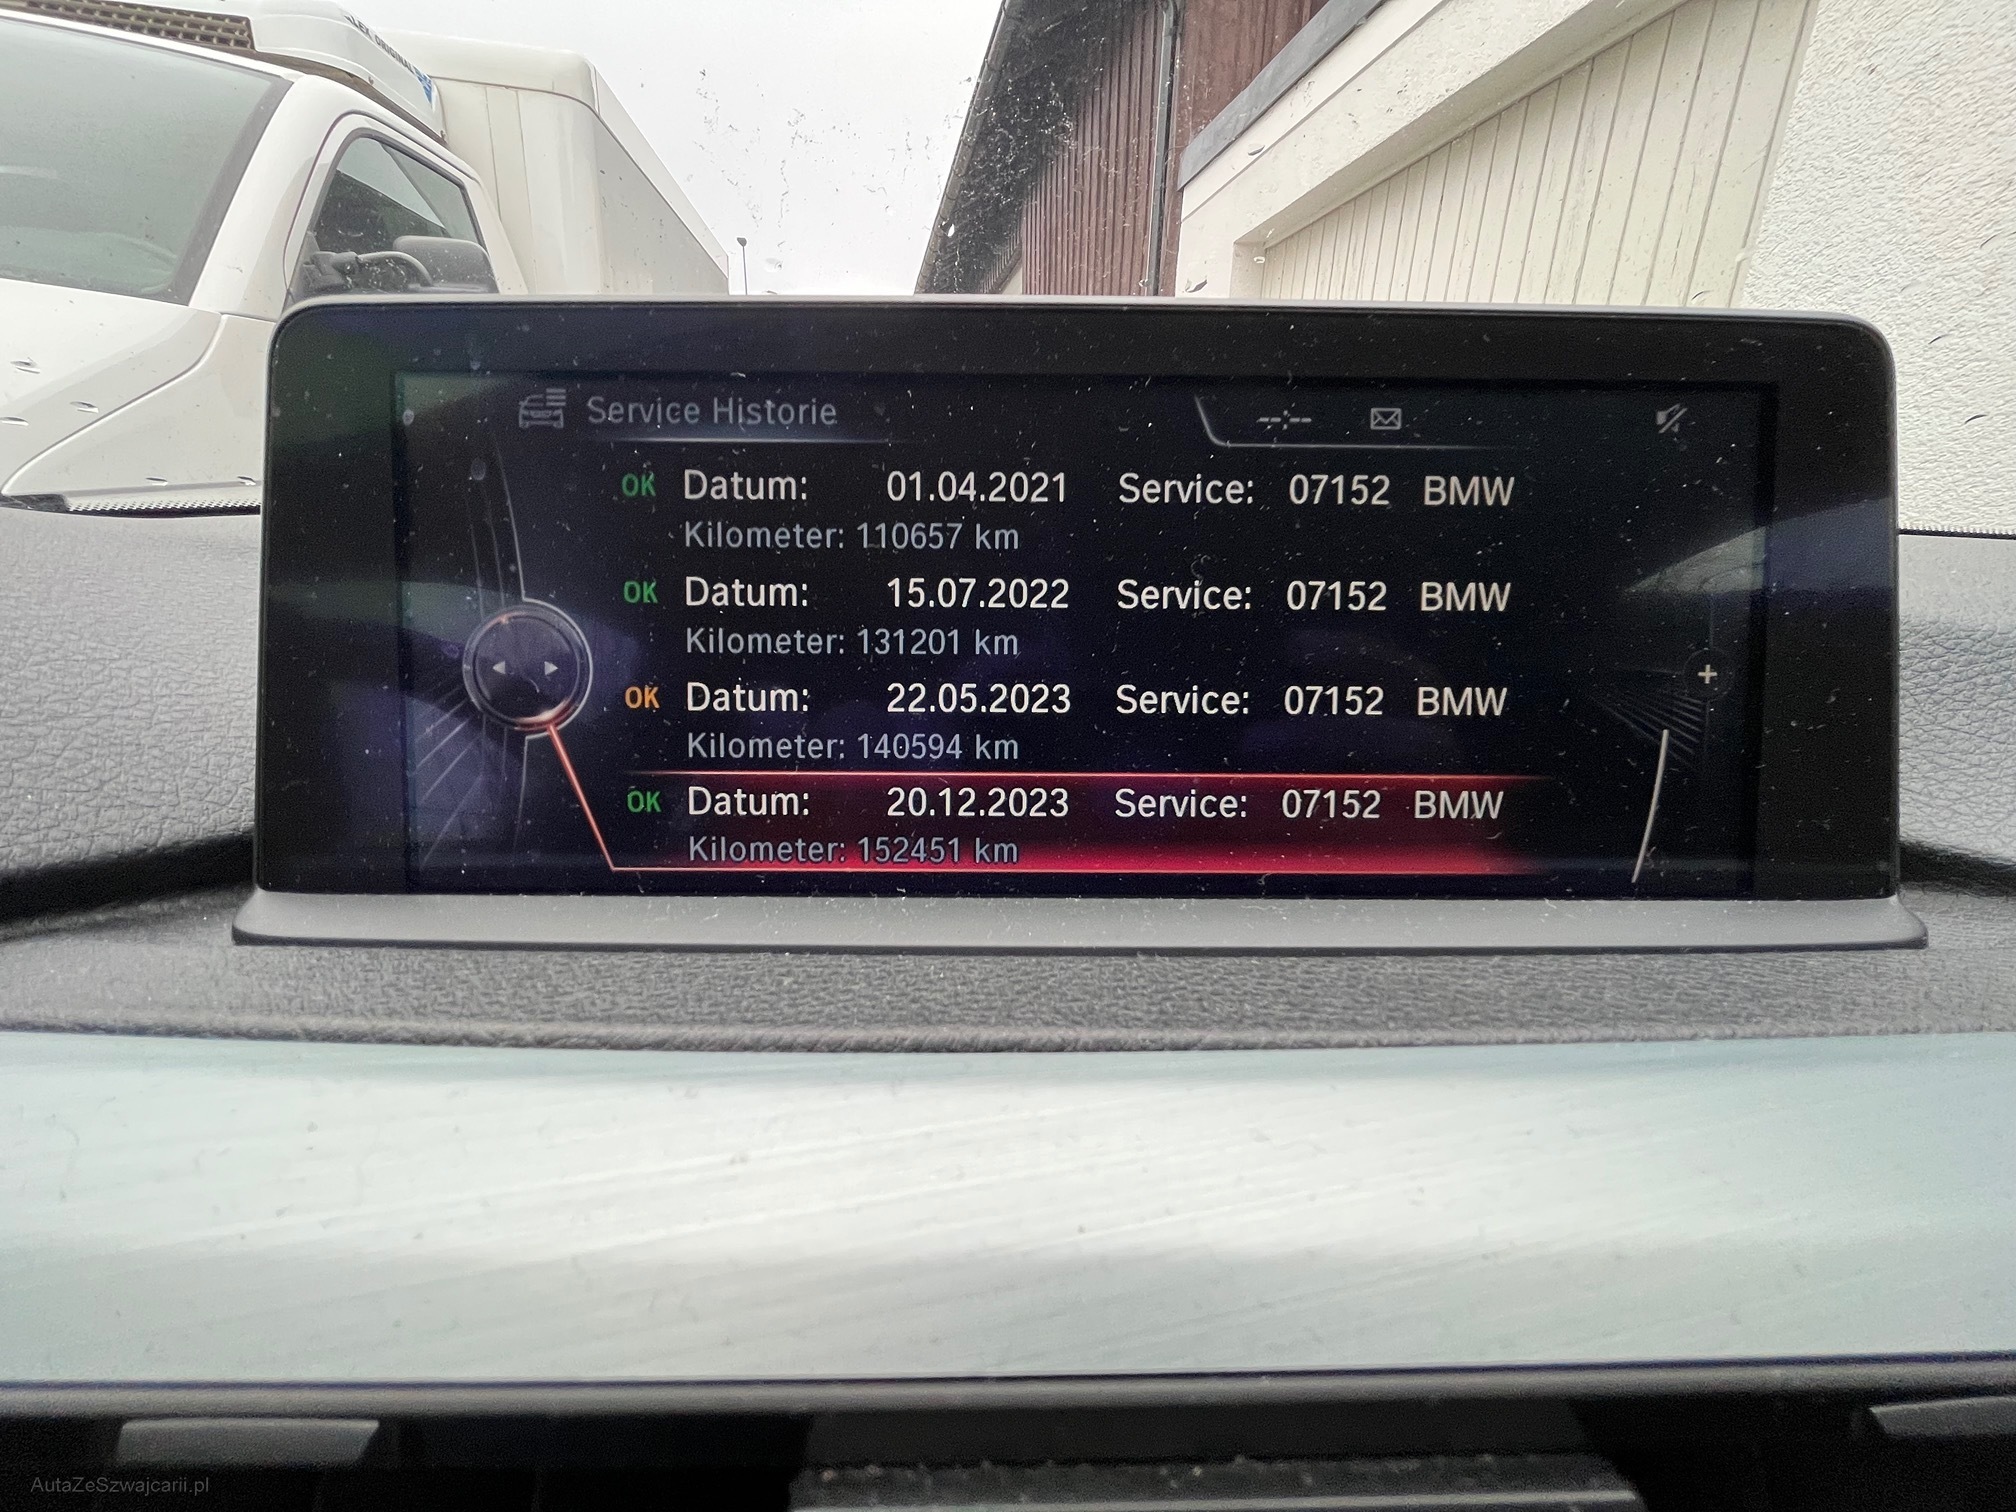 ORIGINAL
Service Historie --:--
OK Datum: 01.04.2021 Service: 07152 BMW
Kilometer: 110657 km
OK Datum: 15.07.2022 Service: 07152 BMW
Kilometer: 131201 km
OK Datum: 22.05.2023 Service: 07152 BMW
Kilometer: 140594 km
OK Datum: 20.12.2023 Service: 07152 BMW
Kilometer: 152451 km
AutaZeSzwajcarii.pl